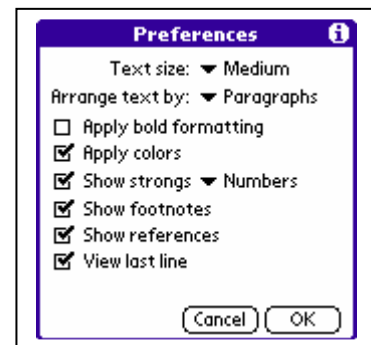 Preferences
Text size: Medium
Arrange text by: Paragraphs
Apply bold formatting
Apply colors
Show strongs Numbers
Show footnotes
Show references
View last line
Cancel OK